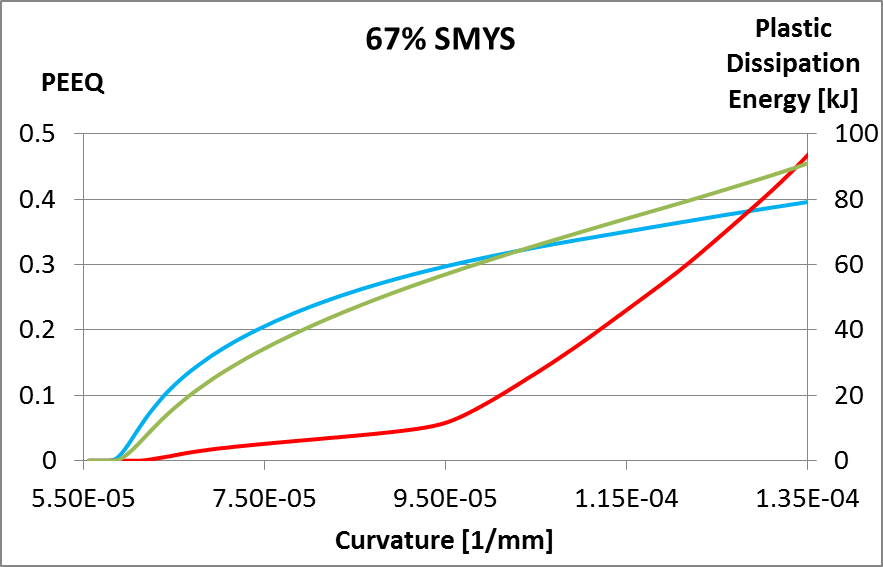 67% SMYS
Plastic
Dissipation
Energy [kJ]
PEEQ
0.5
0.4
0.3
0.2
0.1
0
100
80
60
40
20
0
5.50E-05 7.50E-05 9.50E-05 1.15E-04 1.35E-04
Curvature [1/mm]